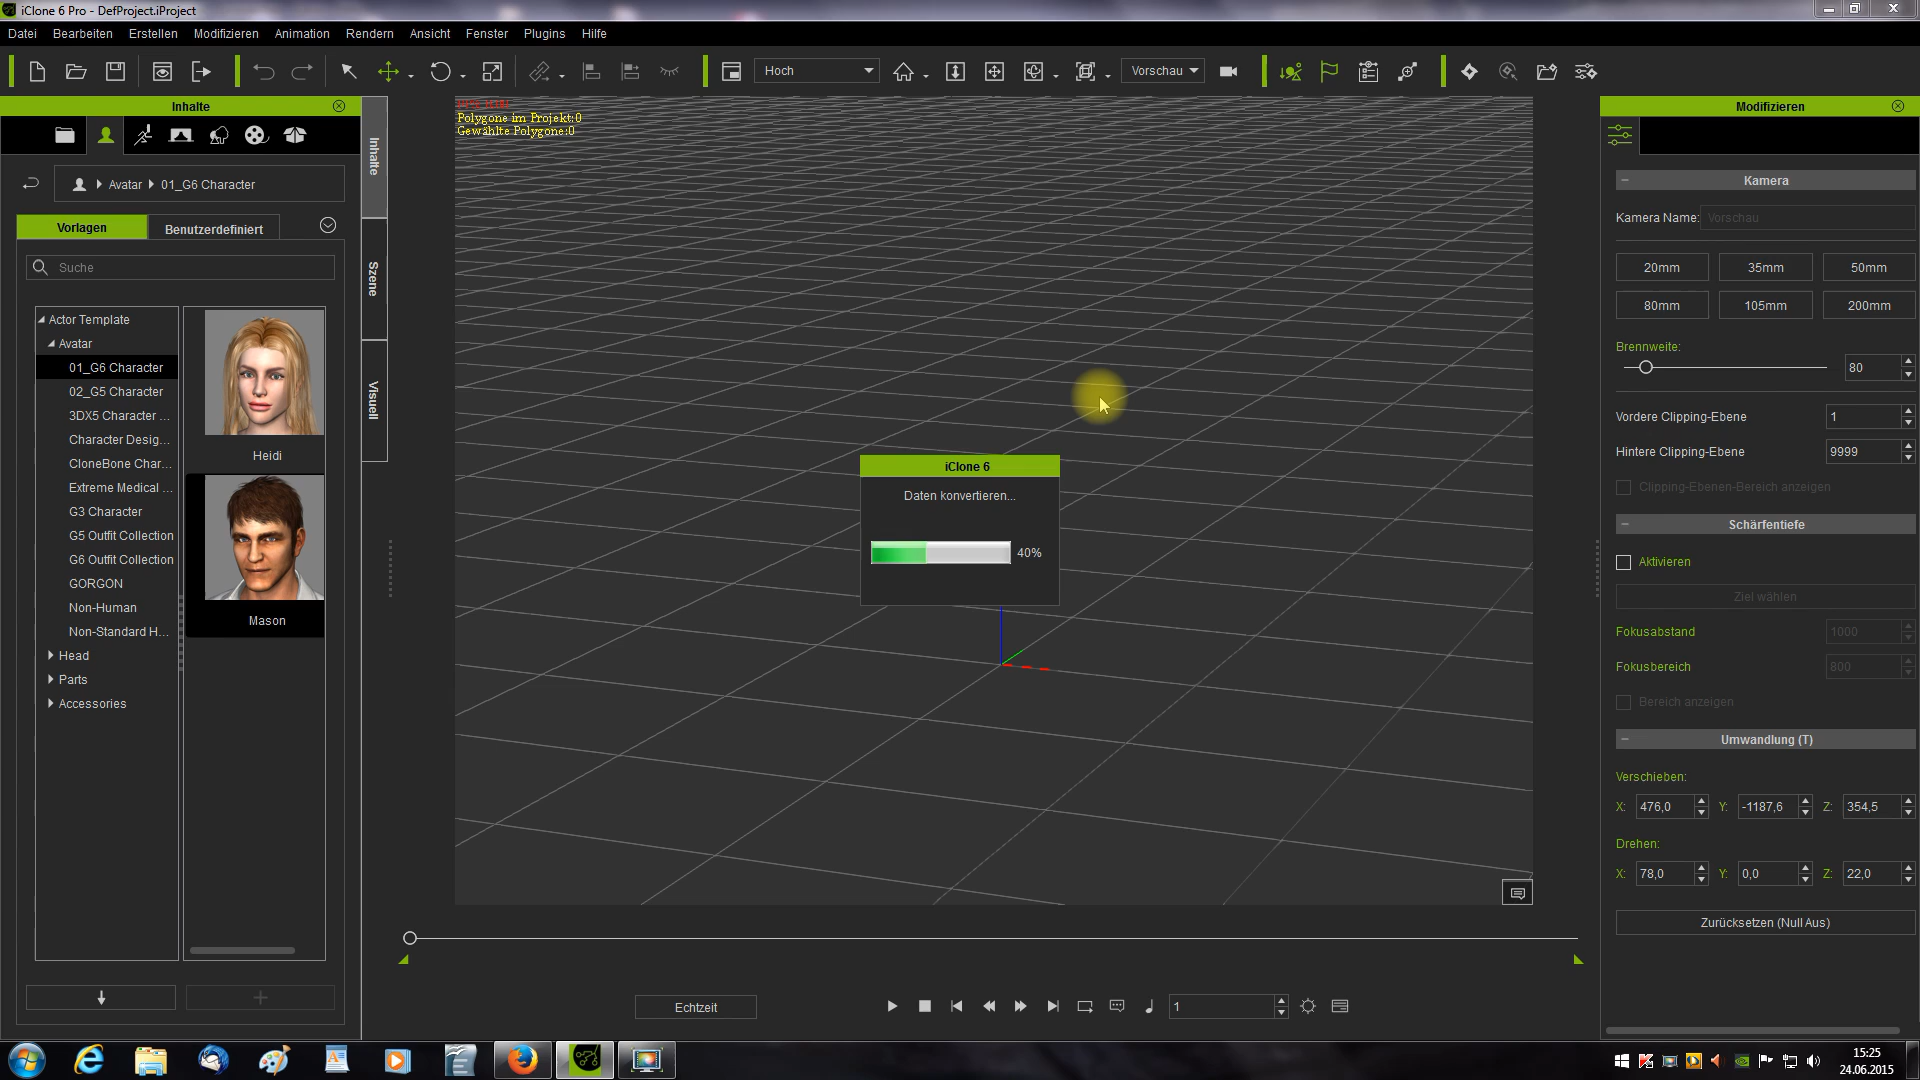 iClone 6 Pro - DefProject.iProject
Datei Bearbeiten Erstellen Modifizieren Animation Rendern Ansicht Fenster Plugins Hilfe
Hoch Vorschau
Inhalte
Avatar 01_G6 Character
Vorlagen Benutzerdefiniert
Suche
Actor Template
Avatar
01_G6 Character
02_G5 Character
3DX5 Character ...
Character Desig...
CloneBone Char...
Extreme Medical ...
G3 Character
G5 Outfit Collection
G6 Outfit Collection
GORGON
Non-Human
Non-Standard H...
Head
Parts
Accessories
Heidi
Mason
Inhalte
Szene
Visuell
Polygone im Projekt:0
Gewählte Polygone:0
iClone 6
Daten konvertieren...
40%
Echtzeit
1
Modifizieren
Kamera
Kamera Name: Vorschau
20mm 35mm 50mm
80mm 105mm 200mm
Brennweite:
80
Vordere Clipping-Ebene 1
Hintere Clipping-Ebene 9999
Clipping-Ebenen-Bereich anzeigen
Schärfentiefe
Aktivieren
Ziel wählen
Fokusabstand 1000
Fokusbereich 800
Bereich anzeigen
Umwandlung (T)
Verschieben:
X: 476,0 Y: -1187,6 Z: 354,5
Drehen:
X: 78,0 Y: 0,0 Z: 22,0
Zurücksetzen (Null Aus)
15:25
24.06.2015